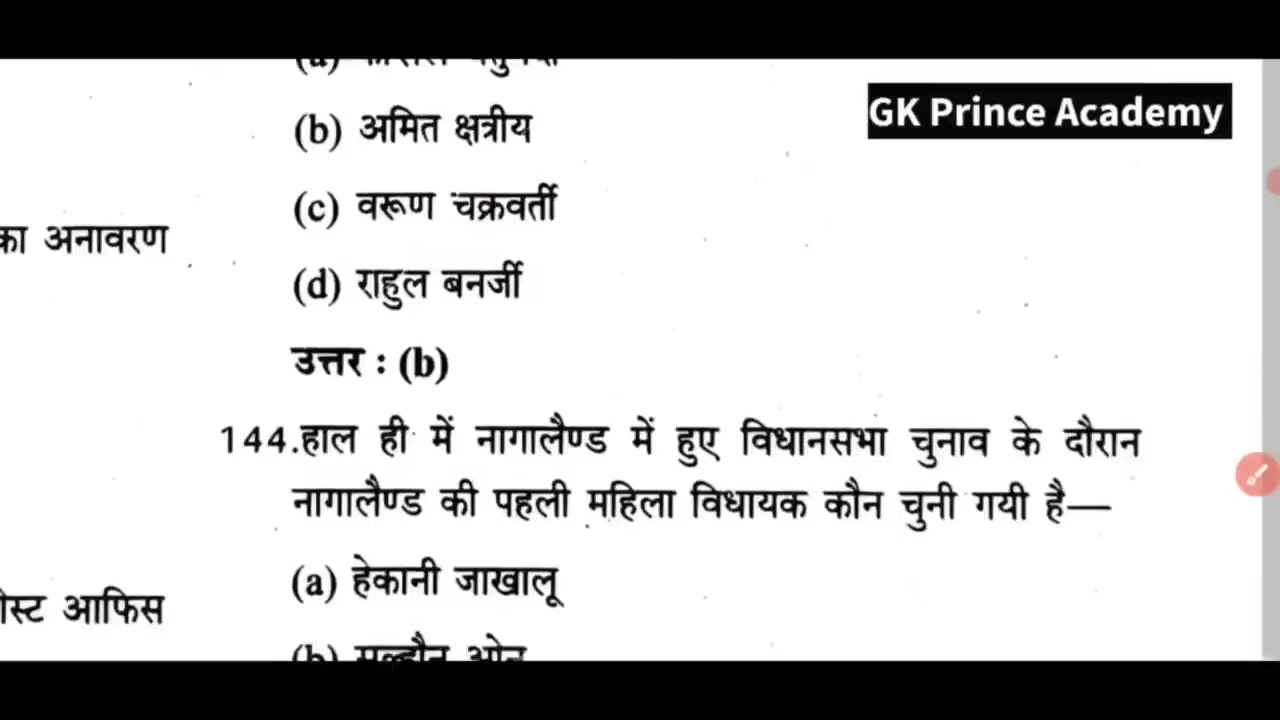 GK Prince Academy
(b) अमित क्षत्रीय
(c) वरूण चक्रवर्ती
का अनावरण
(d) राहुल बनर्जी
उत्तर : (b)
144.हाल ही में नागालैण्ड में हुए विधानसभा चुनाव के दौरान
नागालैण्ड की पहली महिला विधायक कौन चुनी गयी है—
(a) हेकानी जाखालू
आफिस